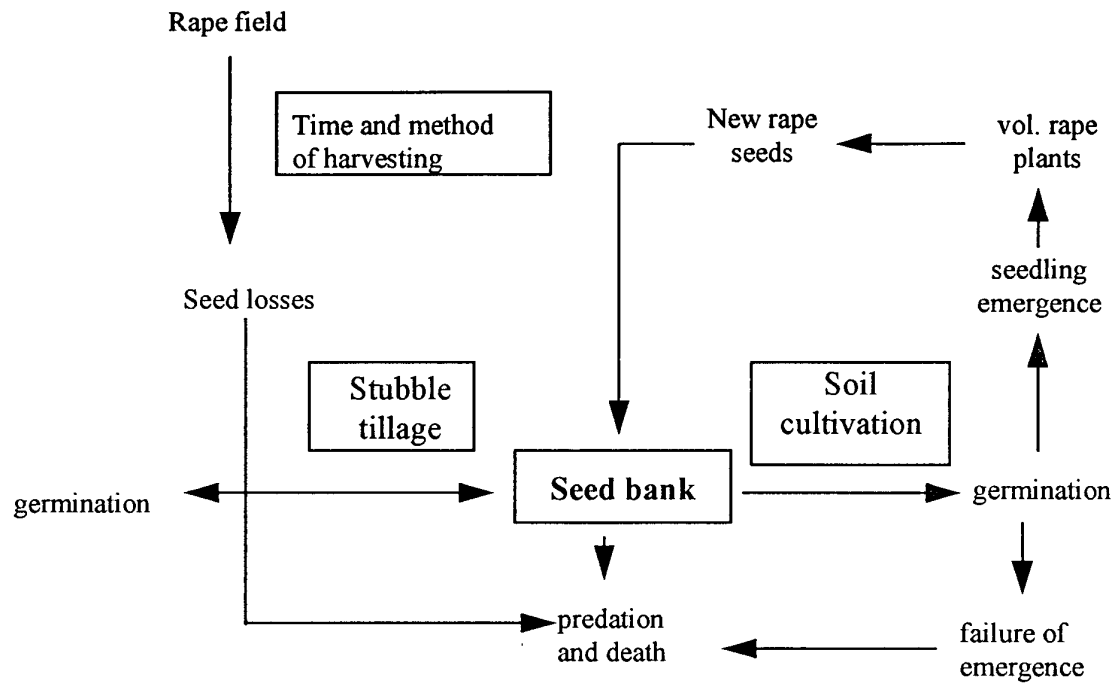 Rape field
Time and method
of harvesting
New rape
seeds
vol. rape
plants
seedling
emergence
Seed losses
Stubble
tillage
Soil
cultivation
germination
Seed bank
germination
predation
and death
failure of
emergence